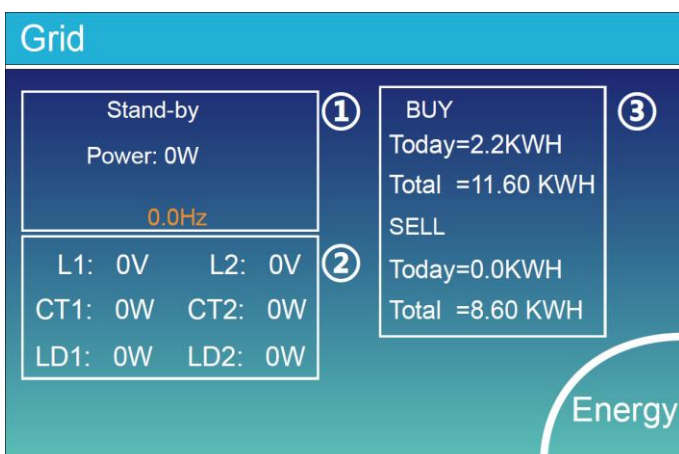 Grid
Stand-by
Power: 0W
0.0Hz
①
L1: 0V L2: 0V
CT1: 0W CT2: 0W
LD1: 0W LD2: 0W
②
BUY
Today=2.2KWH
Total =11.60 KWH
SELL
Today=0.0KWH
Total =8.60 KWH
③
Energy